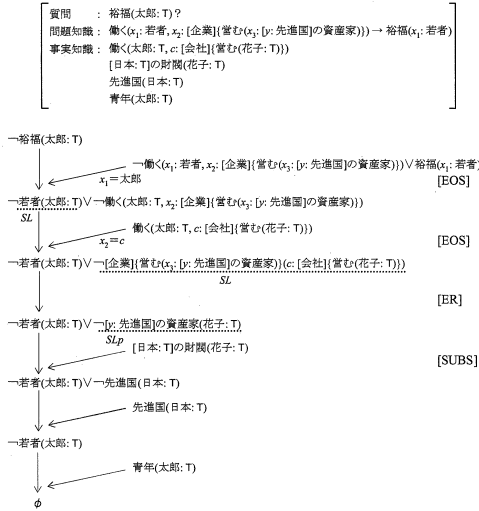 質問 : 裕福(太郎: T)?
問題知識 : 働く(x₁: 若者, x₂: [企業]{営む(x₃: [y: 先進国]の資産家)}) → 裕福(x₁: 若者)
事実知識 : 働く(太郎: T, c: [会社]{営む(花子: T)})
[日本: T]の財閥(花子: T)
先進国(日本: T)
青年(太郎: T)
¬裕福(太郎: T)
¬働く(x₁: 若者, x₂: [企業]{営む(x₃: [y: 先進国]の資産家)})∨裕福(x₁: 若者)
x₁＝太郎
[EOS]
¬若者(太郎: T)∨¬働く(太郎: T, x₂: [企業]{営む(x₃: [y: 先進国]の資産家)})
SL
働く(太郎: T, c: [会社]{営む(花子: T)})
x₂＝c
[EOS]
¬若者(太郎: T)∨¬[企業]{営む(x₃: [y: 先進国]の資産家)}(c: [会社]{営む(花子: T)})
SL
[ER]
¬若者(太郎: T)∨¬[y: 先進国]の資産家(花子: T)
SLp
[日本: T]の財閥(花子: T)
[SUBS]
¬若者(太郎: T)∨¬先進国(日本: T)
先進国(日本: T)
¬若者(太郎: T)
青年(太郎: T)
φ